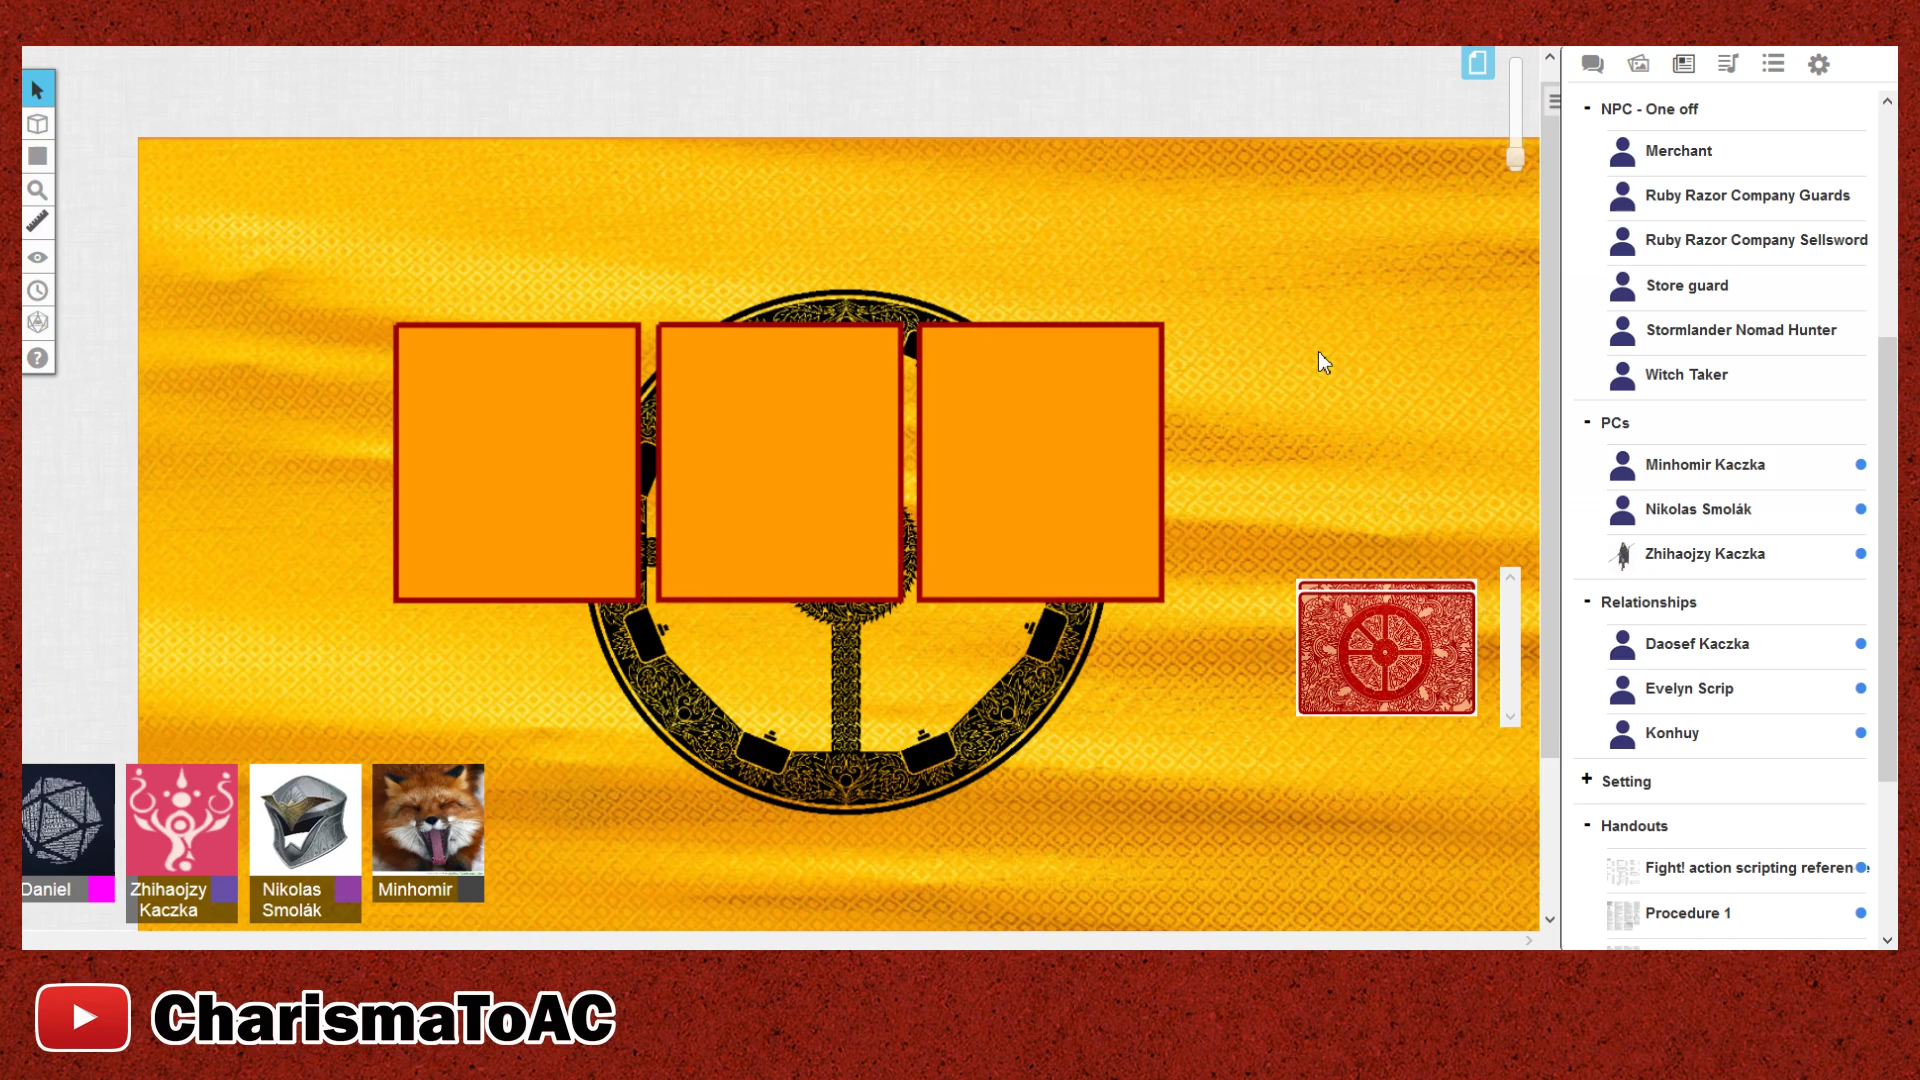 NPC - One off
Merchant
Ruby Razor Company Guards
Ruby Razor Company Sellsword
Store guard
Stormlander Nomad Hunter
Witch Taker
PCs
Minhomir Kaczka
Nikolas Smolák
Zhihaojzy Kaczka
Relationships
Daosef Kaczka
Evelyn Scrip
Konhuy
Setting
Handouts
Fight! action scripting referen
Procedure 1
Daniel
Zhihaojzy
Kaczka
Nikolas
Smolák
Minhomir
CharismaToAC